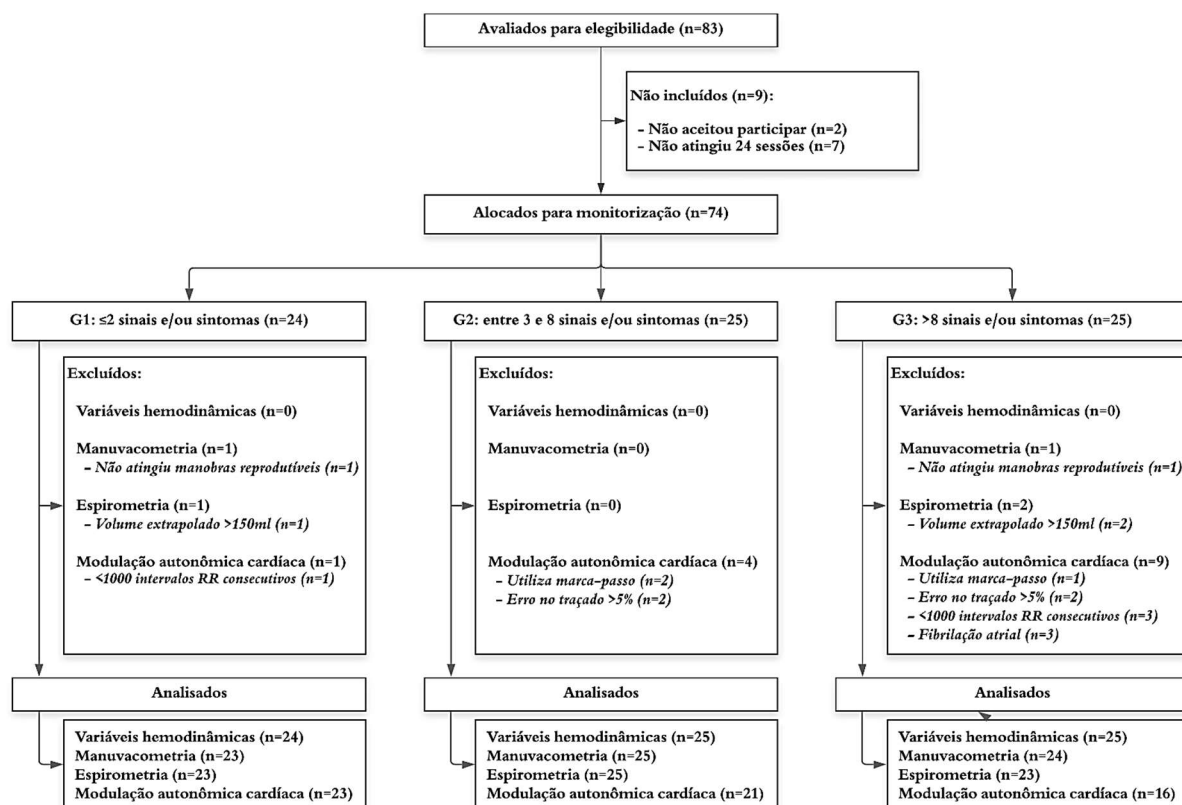 Avaliados para elegibilidade (n=83)
Não incluídos (n=9):
– Não aceitou participar (n=2)
– Não atingiu 24 sessões (n=7)
Alocados para monitorização (n=74)
G1: ≤2 sinais e/ou sintomas (n=24)
Excluídos:
Variáveis hemodinâmicas (n=0)
Manuvacometria (n=1)
– Não atingiu manobras reprodutíveis (n=1)
Espirometria (n=1)
– Volume extrapolado >150ml (n=1)
Modulação autonômica cardíaca (n=1)
– <1000 intervalos RR consecutivos (n=1)
Analisados
Variáveis hemodinâmicas (n=24)
Manuvacometria (n=23)
Espirometria (n=23)
Modulação autonômica cardíaca (n=23)
G2: entre 3 e 8 sinais e/ou sintomas (n=25)
Excluídos:
Variáveis hemodinâmicas (n=0)
Manuvacometria (n=0)
Espirometria (n=0)
Modulação autonômica cardíaca (n=4)
– Utiliza marca–passo (n=2)
– Erro no traçado >5% (n=2)
Analisados
Variáveis hemodinâmicas (n=25)
Manuvacometria (n=25)
Espirometria (n=25)
Modulação autonômica cardíaca (n=21)
G3: >8 sinais e/ou sintomas (n=25)
Excluídos:
Variáveis hemodinâmicas (n=0)
Manuvacometria (n=1)
– Não atingiu manobras reprodutíveis (n=1)
Espirometria (n=2)
– Volume extrapolado >150ml (n=2)
Modulação autonômica cardíaca (n=9)
– Utiliza marca–passo (n=1)
– Erro no traçado >5% (n=2)
– <1000 intervalos RR consecutivos (n=3)
– Fibrilação atrial (n=3)
Analisados
Variáveis hemodinâmicas (n=25)
Manuvacometria (n=24)
Espirometria (n=23)
Modulação autonômica cardíaca (n=16)